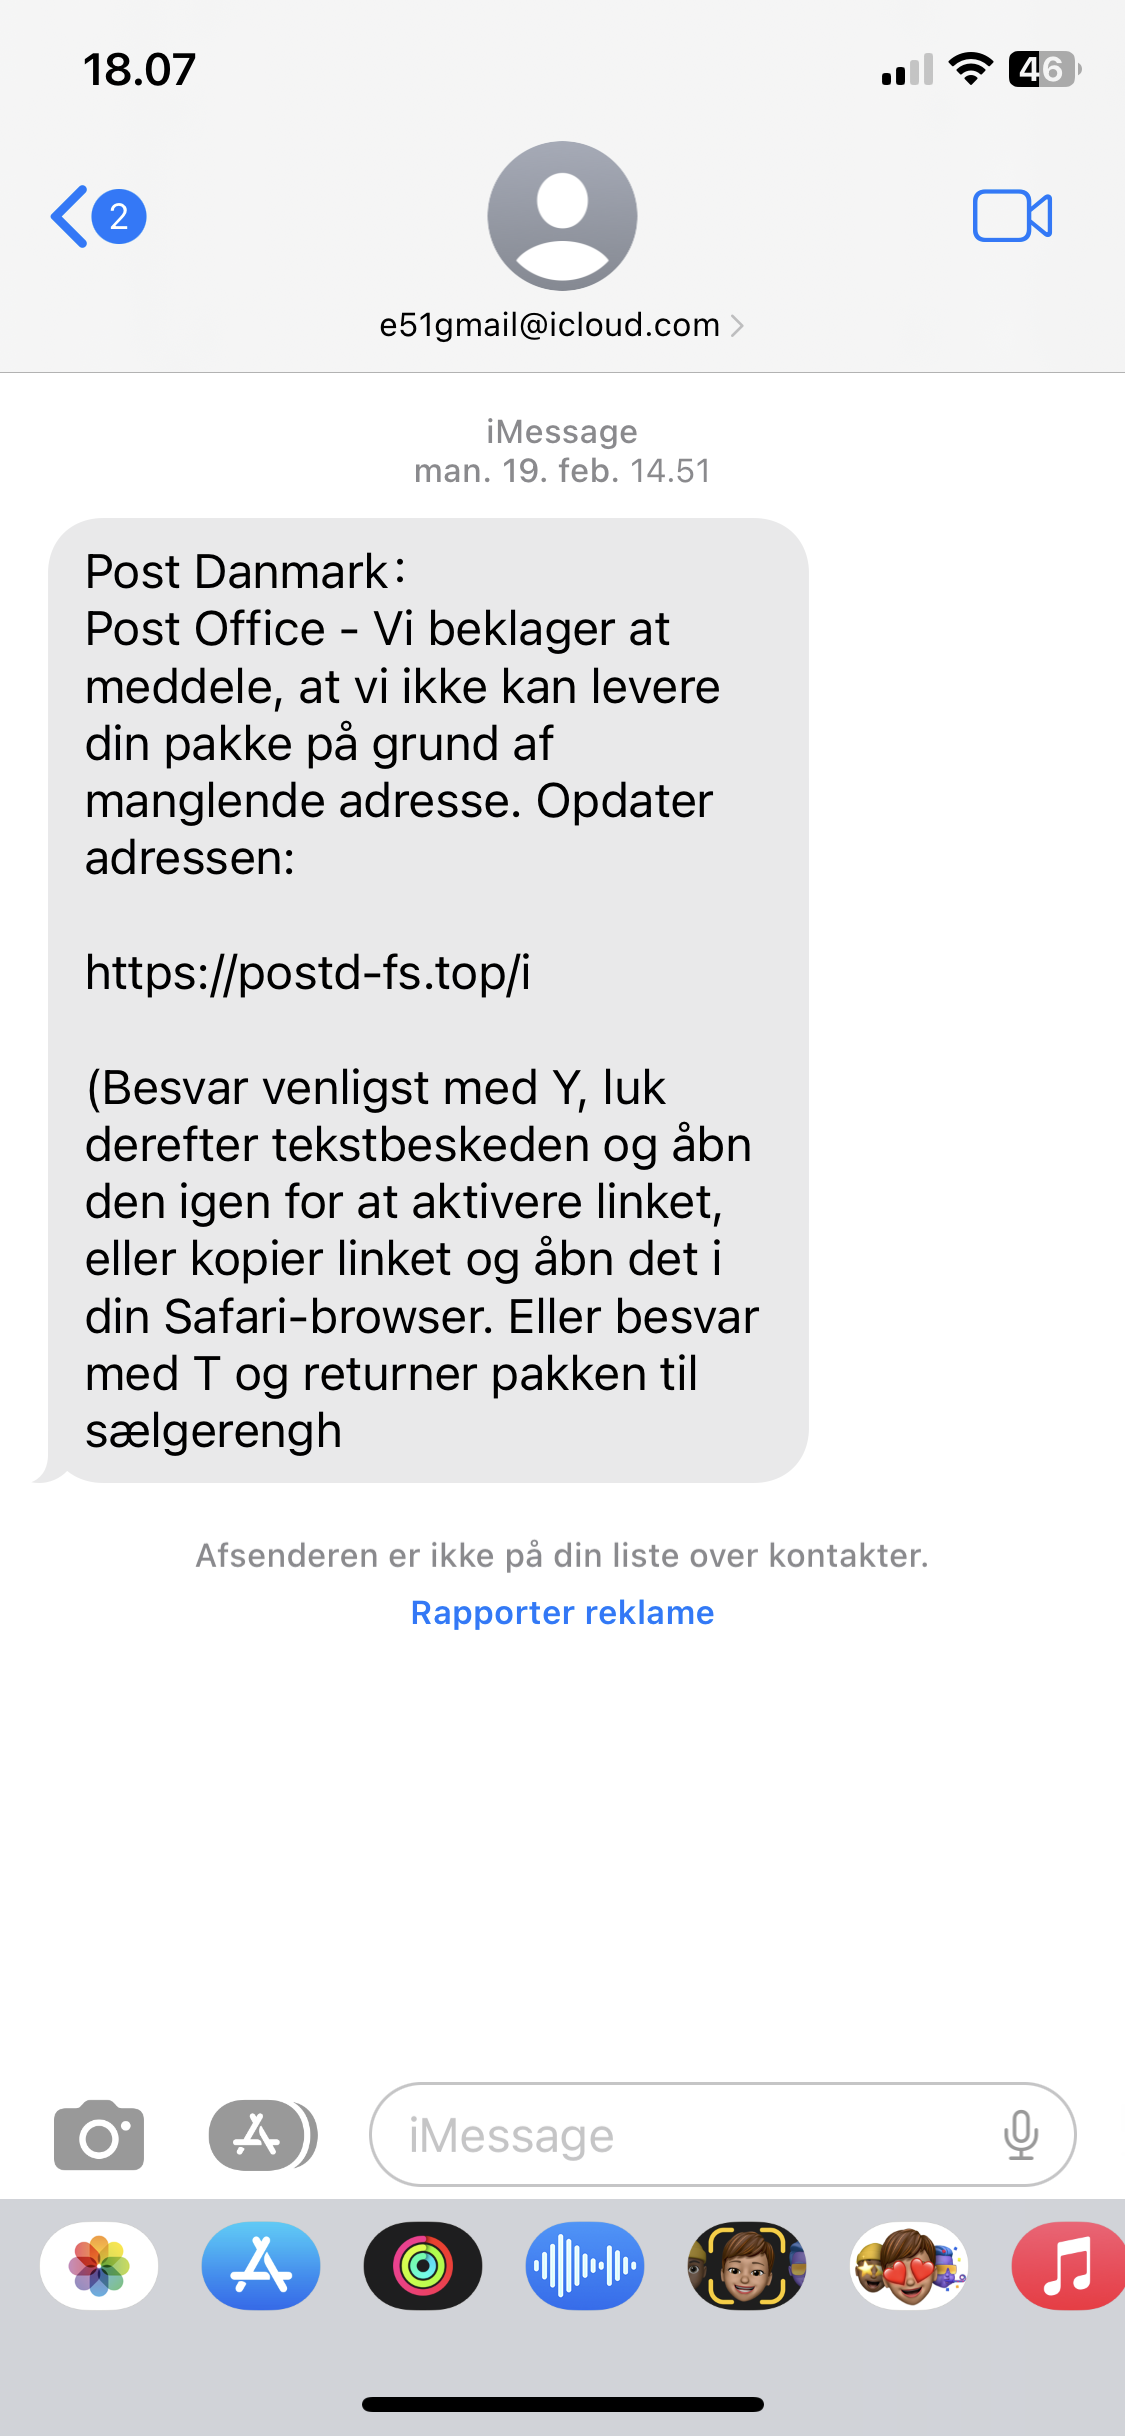 18.07
46
2
e51gmail@icloud.com
iMessage
man. 19. feb. 14.51
Post Danmark:
Post Office - Vi beklager at
meddele, at vi ikke kan levere
din pakke på grund af
manglende adresse. Opdater
adressen:
https://postd-fs.top/i
(Besvar venligst med Y, luk
derefter tekstbeskeden og åbn
den igen for at aktivere linket,
eller kopier linket og åbn det i
din Safari-browser. Eller besvar
med T og returner pakken til
sælgerengh
Afsenderen er ikke på din liste over kontakter.
Rapporter reklame
iMessage